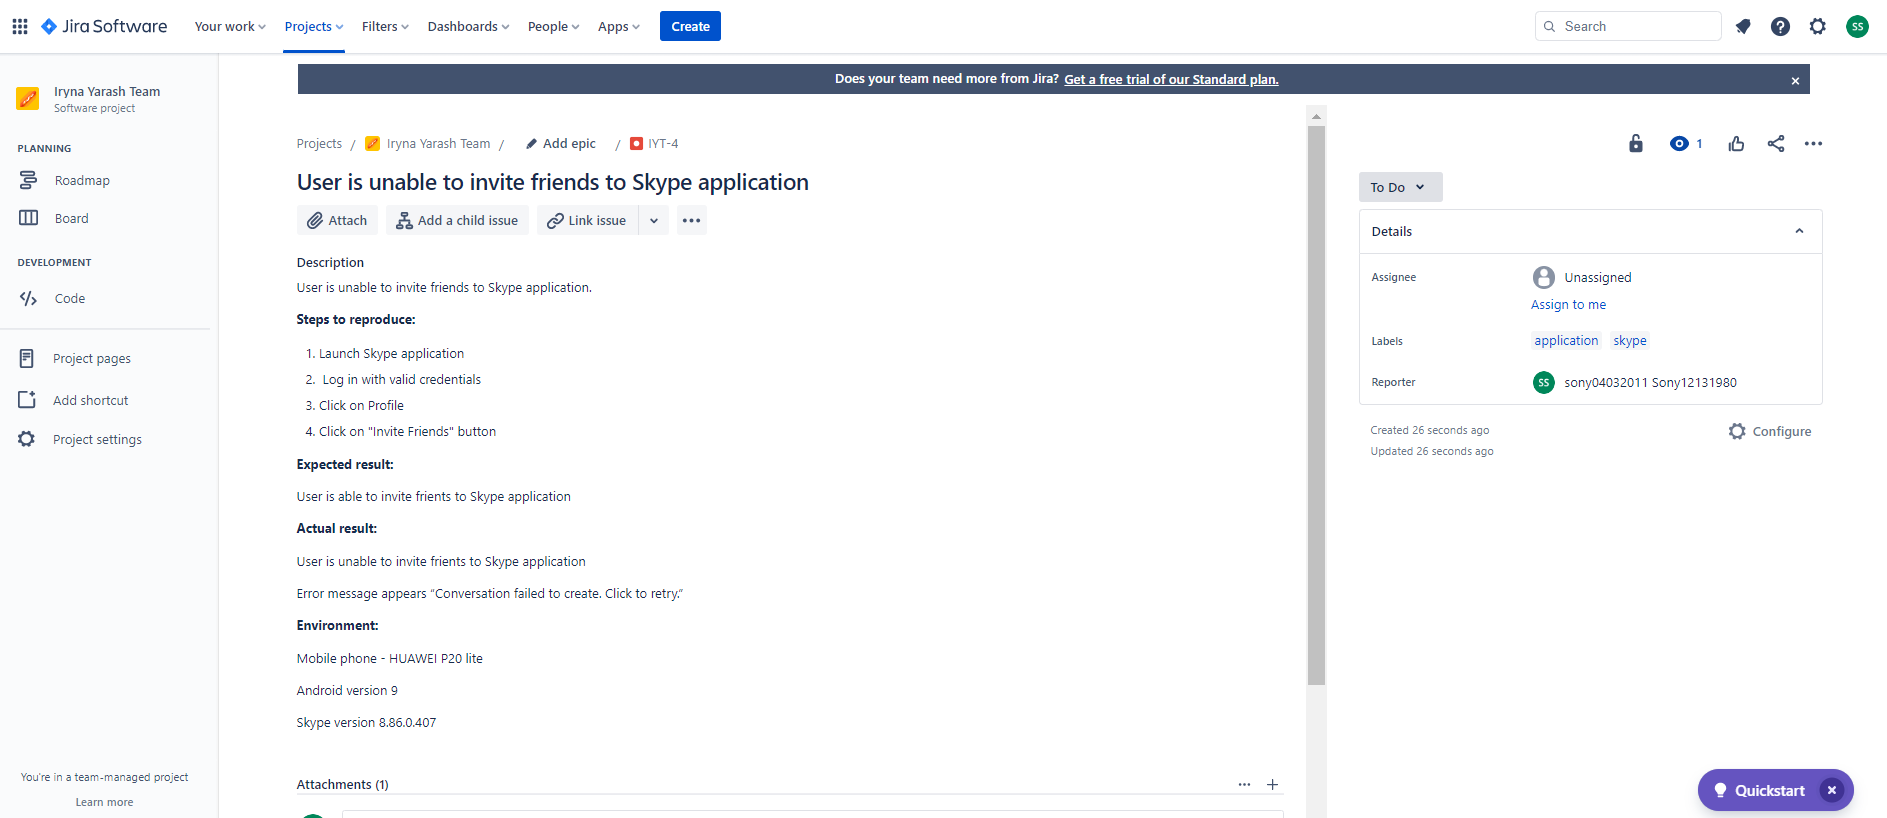 Jira Software
Your work
Projects
Filters
Dashboards
People
Apps
Create
Search
SS
Does your team need more from Jira? Get a free trial of our Standard plan.
Iryna Yarash Team
Software project
PLANNING
Roadmap
Board
DEVELOPMENT
Code
Project pages
Add shortcut
Project settings
You're in a team-managed project
Learn more
Projects / Iryna Yarash Team / Add epic / IYT-4
User is unable to invite friends to Skype application
Attach
Add a child issue
Link issue
Description
User is unable to invite friends to Skype application.
Steps to reproduce:
1. Launch Skype application
2. Log in with valid credentials
3. Click on Profile
4. Click on "Invite Friends" button
Expected result:
User is able to invite frients to Skype application
Actual result:
User is unable to invite frients to Skype application
Error message appears “Conversation failed to create. Click to retry.”
Environment:
Mobile phone - HUAWEI P20 lite
Android version 9
Skype version 8.86.0.407
Attachments (1)
1
To Do
Details
Assignee
Unassigned
Assign to me
Labels
application skype
Reporter
SS
sony04032011 Sony12131980
Created 26 seconds ago
Updated 26 seconds ago
Configure
Quickstart